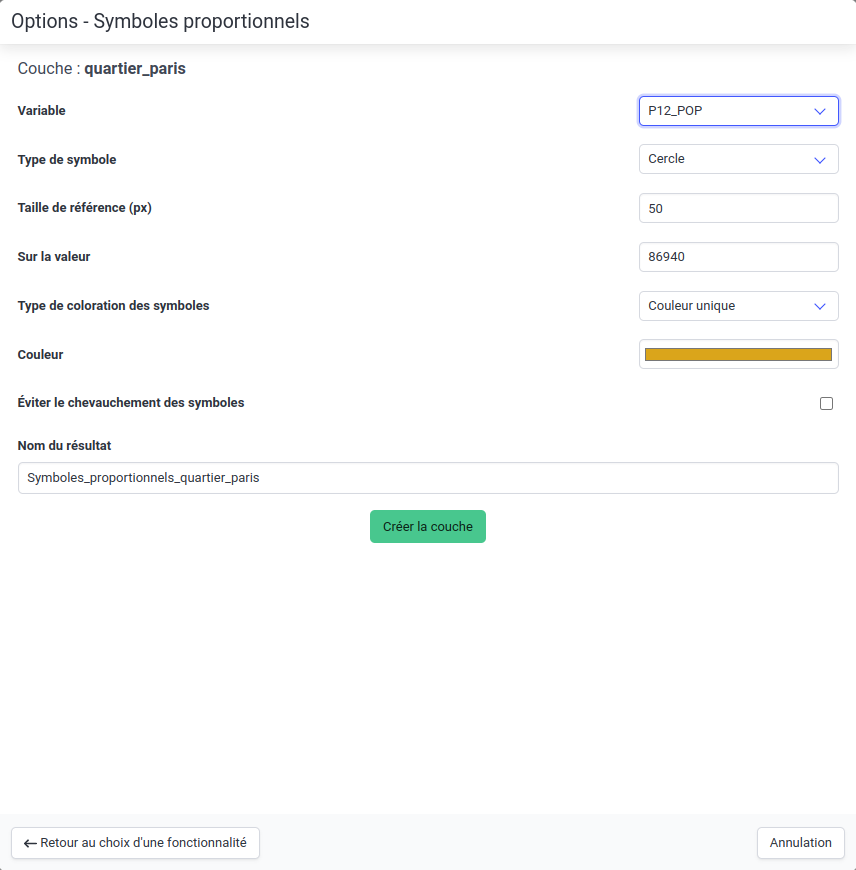 Options - Symboles proportionnels
Couche : quartier_paris
Variable P12_POP
Type de symbole Cercle
Taille de référence (px) 50
Sur la valeur 86940
Type de coloration des symboles Couleur unique
Couleur
Éviter le chevauchement des symboles
Nom du résultat
Symboles_proportionnels_quartier_paris
Créer la couche
← Retour au choix d'une fonctionnalité Annulation